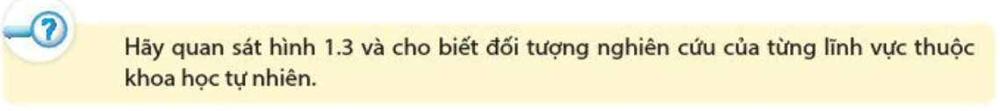 Hãy quan sát hình 1.3 và cho biết đối tượng nghiên cứu của từng lĩnh vực thuộc
khoa học tự nhiên.